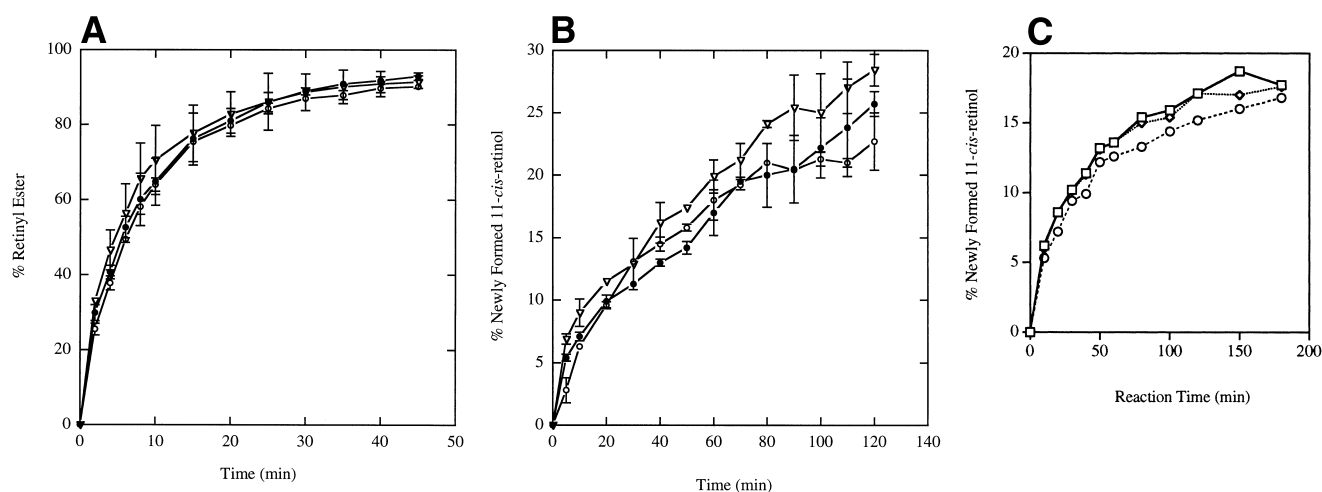 A
% Retinyl Ester
100
80
60
40
20
0
0 10 20 30 40 50
Time (min)
B
% Newly Formed 11-cis-retinol
30
25
20
15
10
5
0
0 20 40 60 80 100 120 140
Time (min)
C
% Newly Formed 11-cis-retinol
20
15
10
5
0
0 50 100 150 200
Reaction Time (min)